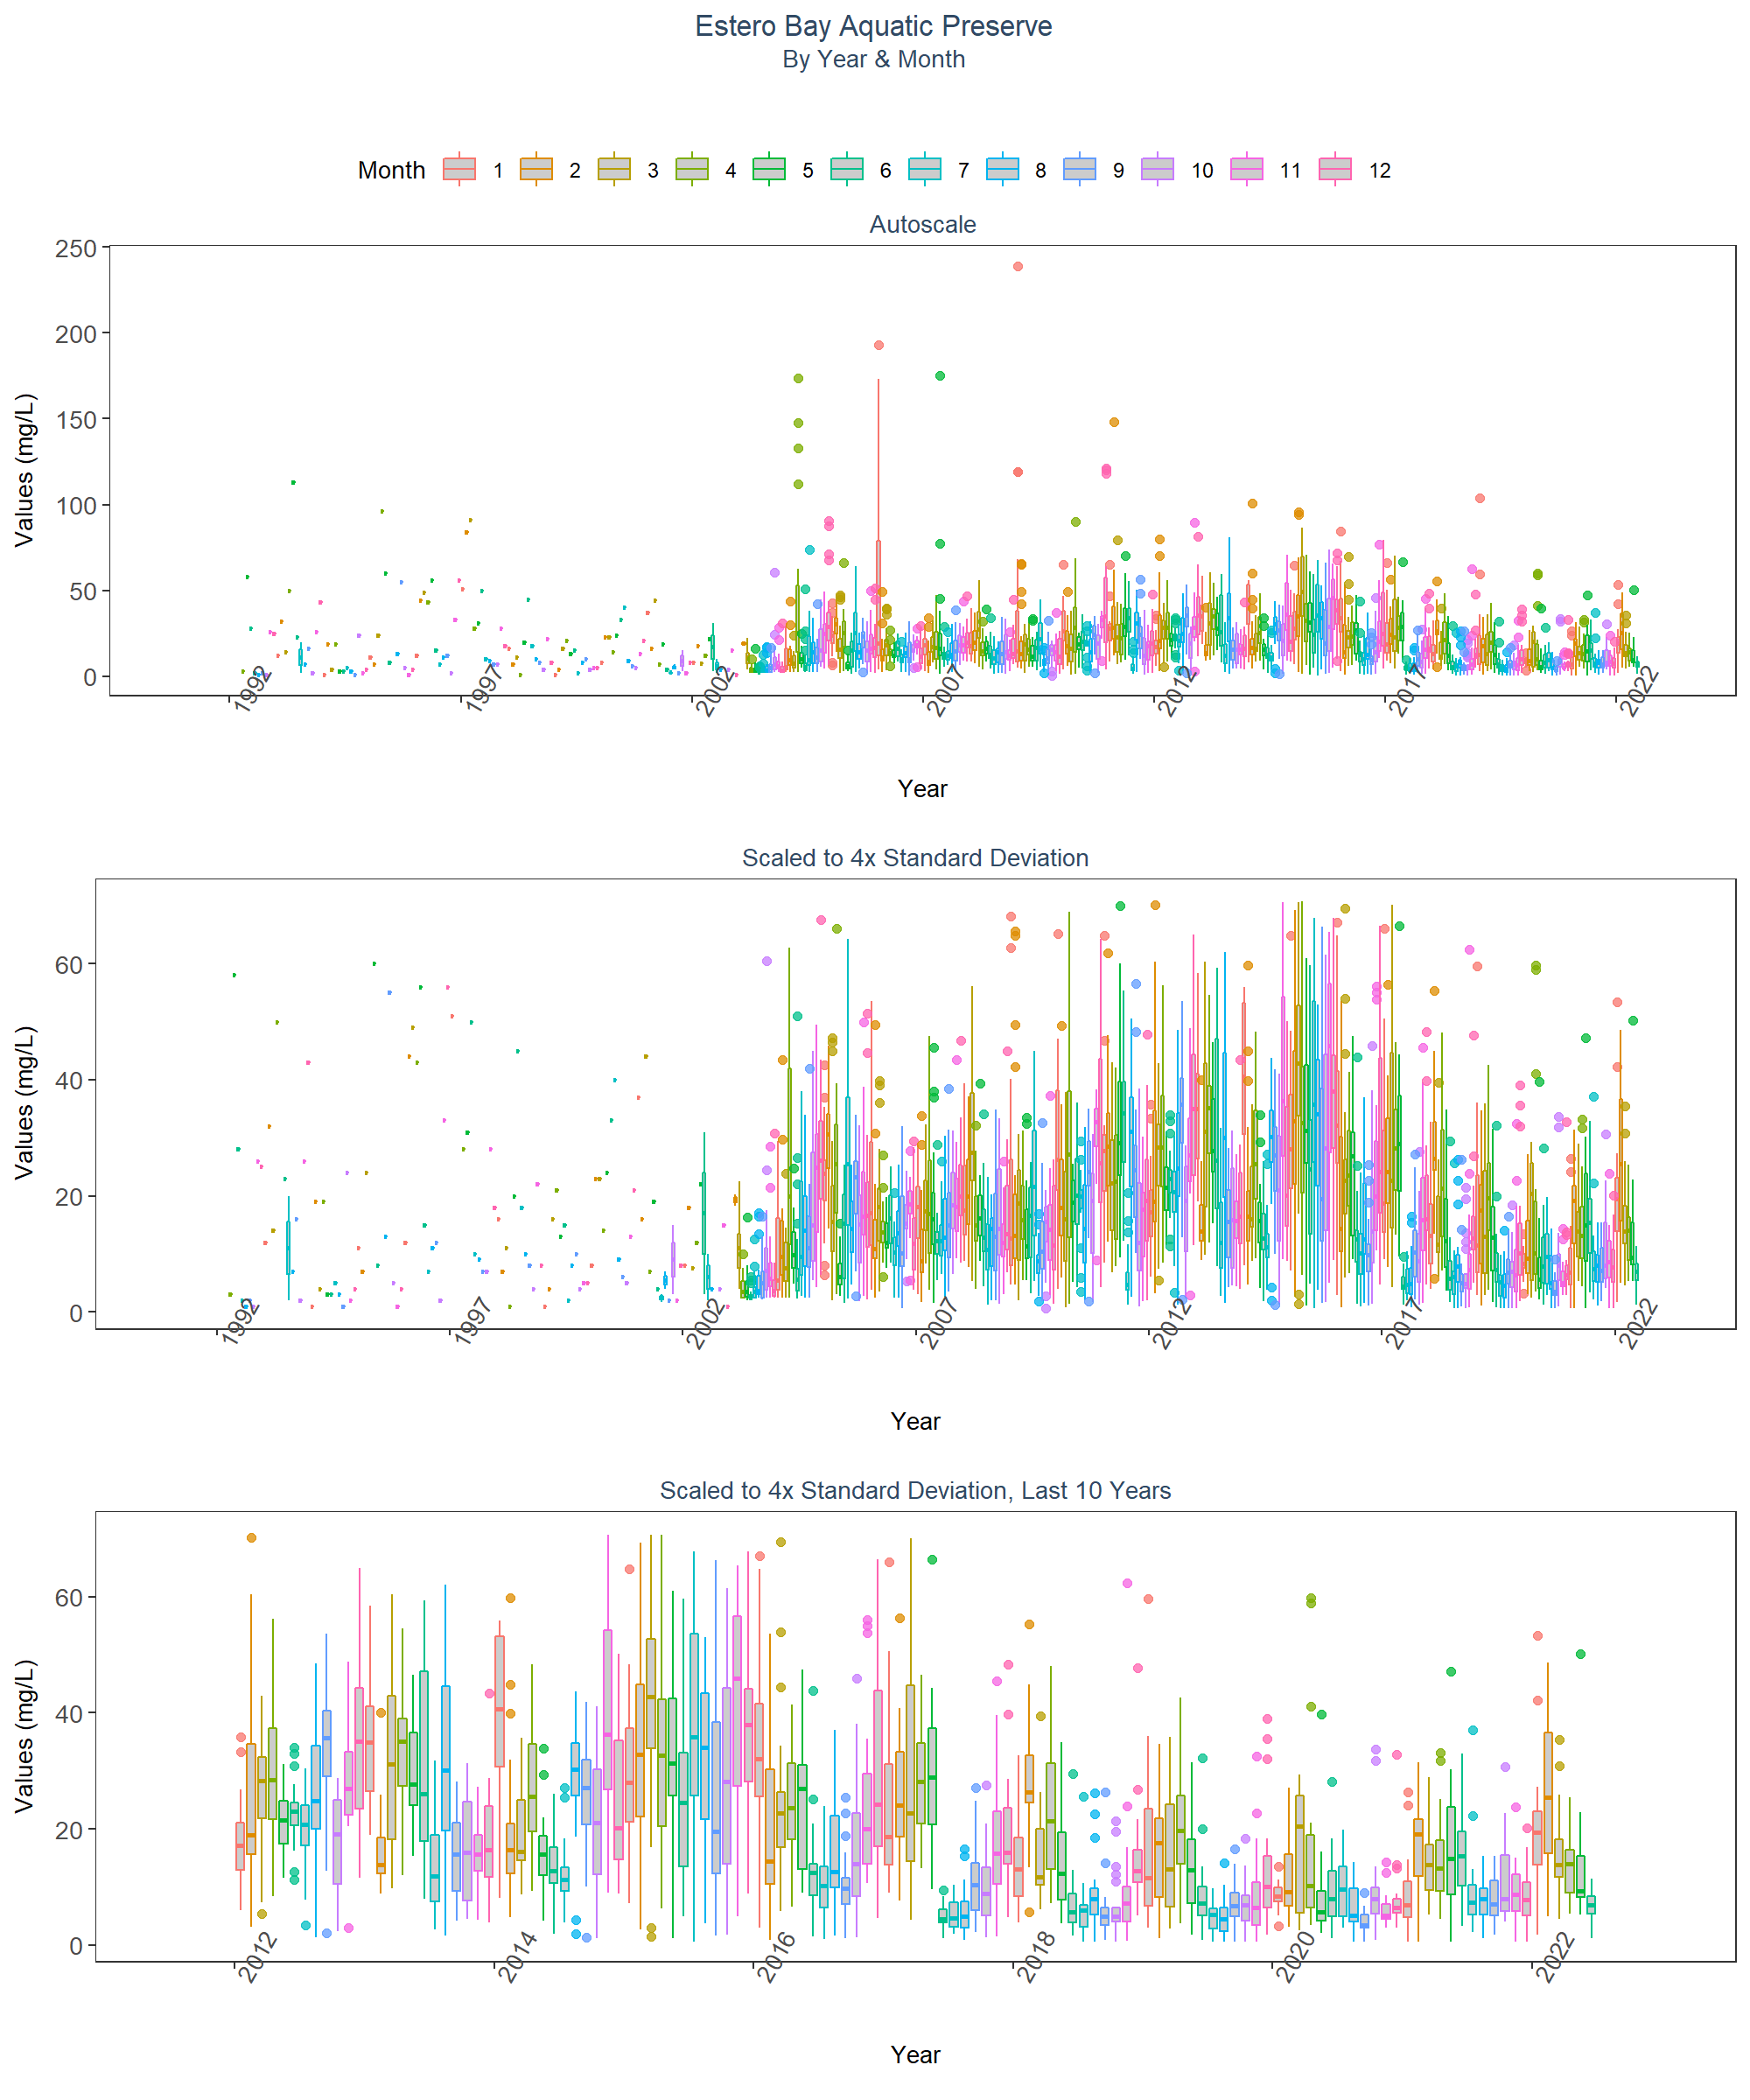 Estero Bay Aquatic Preserve
By Year & Month
Month 1 2 3 4 5 6 7 8 9 10 11 12
Autoscale
Values (mg/L)
250
200
150
100
50
0
1992 1997 2002 2007 2012 2017 2022
Year
Scaled to 4x Standard Deviation
Values (mg/L)
60
40
20
0
1992 1997 2002 2007 2012 2017 2022
Year
Scaled to 4x Standard Deviation, Last 10 Years
Values (mg/L)
60
40
20
0
2012 2014 2016 2018 2020 2022
Year